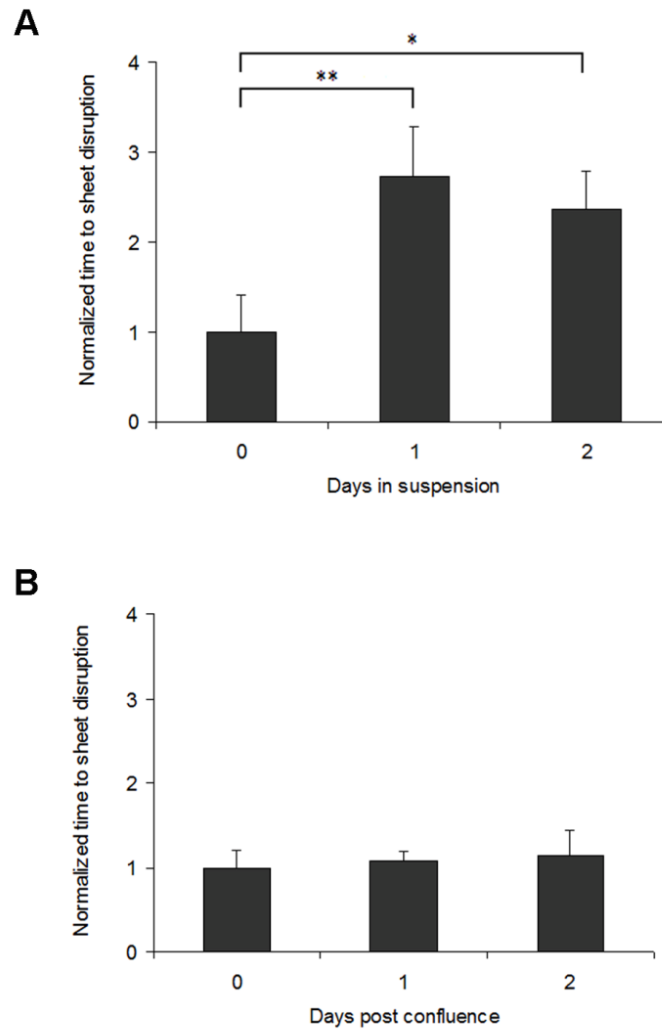 A
*
**
Normalized time to sheet disruption
4
3
2
1
0
0 1 2
Days in suspension
B
Normalized time to sheet disruption
4
3
2
1
0
0 1 2
Days post confluence